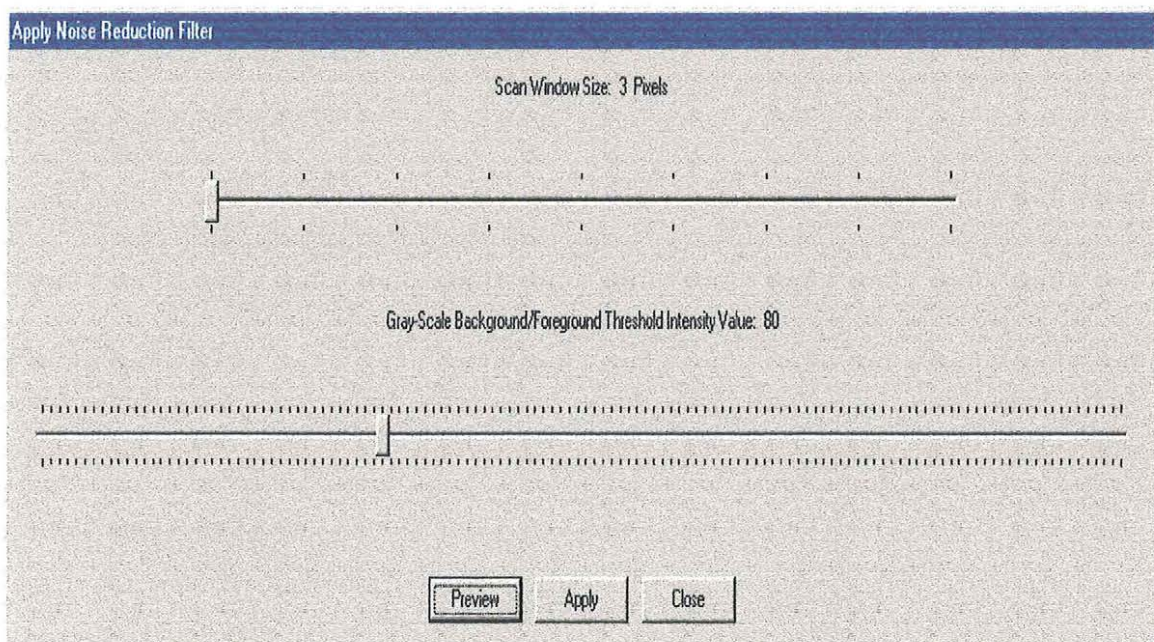 Apply Noise Reduction Filter
Scan Window Size: 3 Pixels
Gray-Scale Background/Foreground Threshold Intensity Value: 80
Preview Apply Close